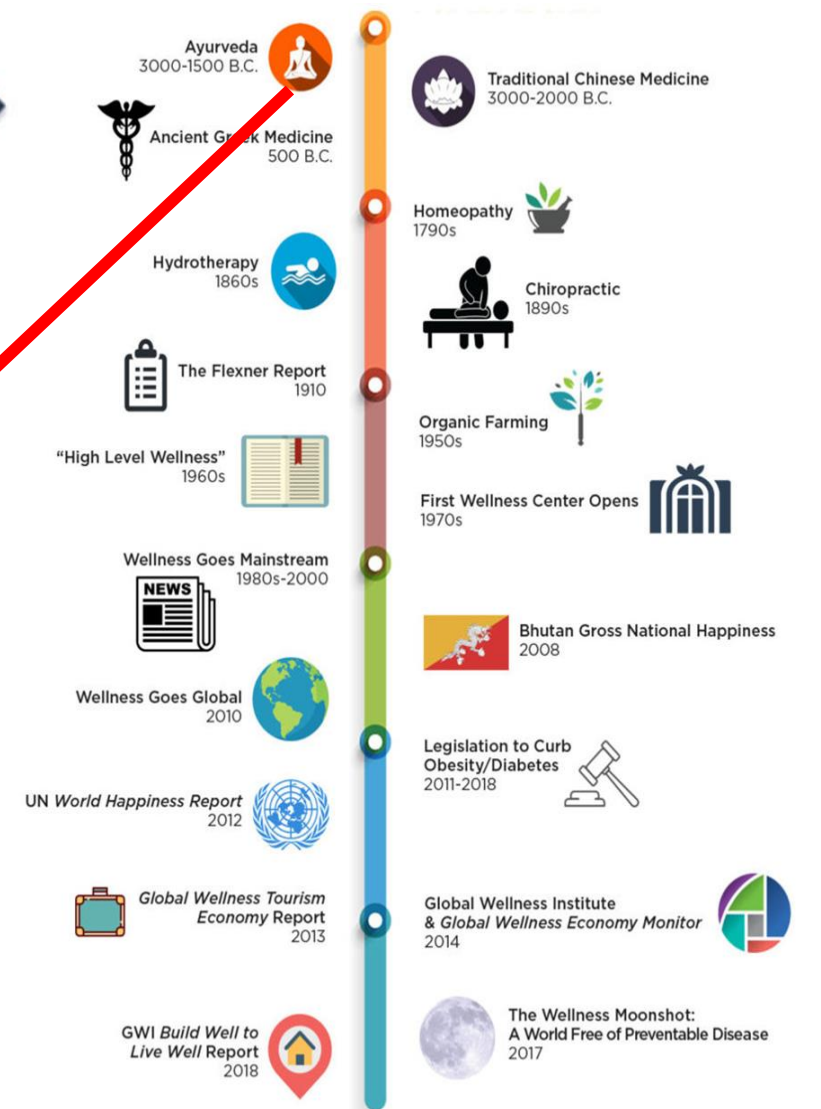 Ayurveda
3000-1500 B.C.
Traditional Chinese Medicine
3000-2000 B.C.
Ancient Greek Medicine
500 B.C.
Homeopathy
1790s
Hydrotherapy
1860s
Chiropractic
1890s
The Flexner Report
1910
Organic Farming
1950s
“High Level Wellness”
1960s
First Wellness Center Opens
1970s
Wellness Goes Mainstream
1980s-2000
NEWS
Bhutan Gross National Happiness
2008
Wellness Goes Global
2010
Legislation to Curb
Obesity/Diabetes
2011-2018
UN World Happiness Report
2012
Global Wellness Tourism
Economy Report
2013
Global Wellness Institute
& Global Wellness Economy Monitor
2014
The Wellness Moonshot:
A World Free of Preventable Disease
2017
GWI Build Well to
Live Well Report
2018